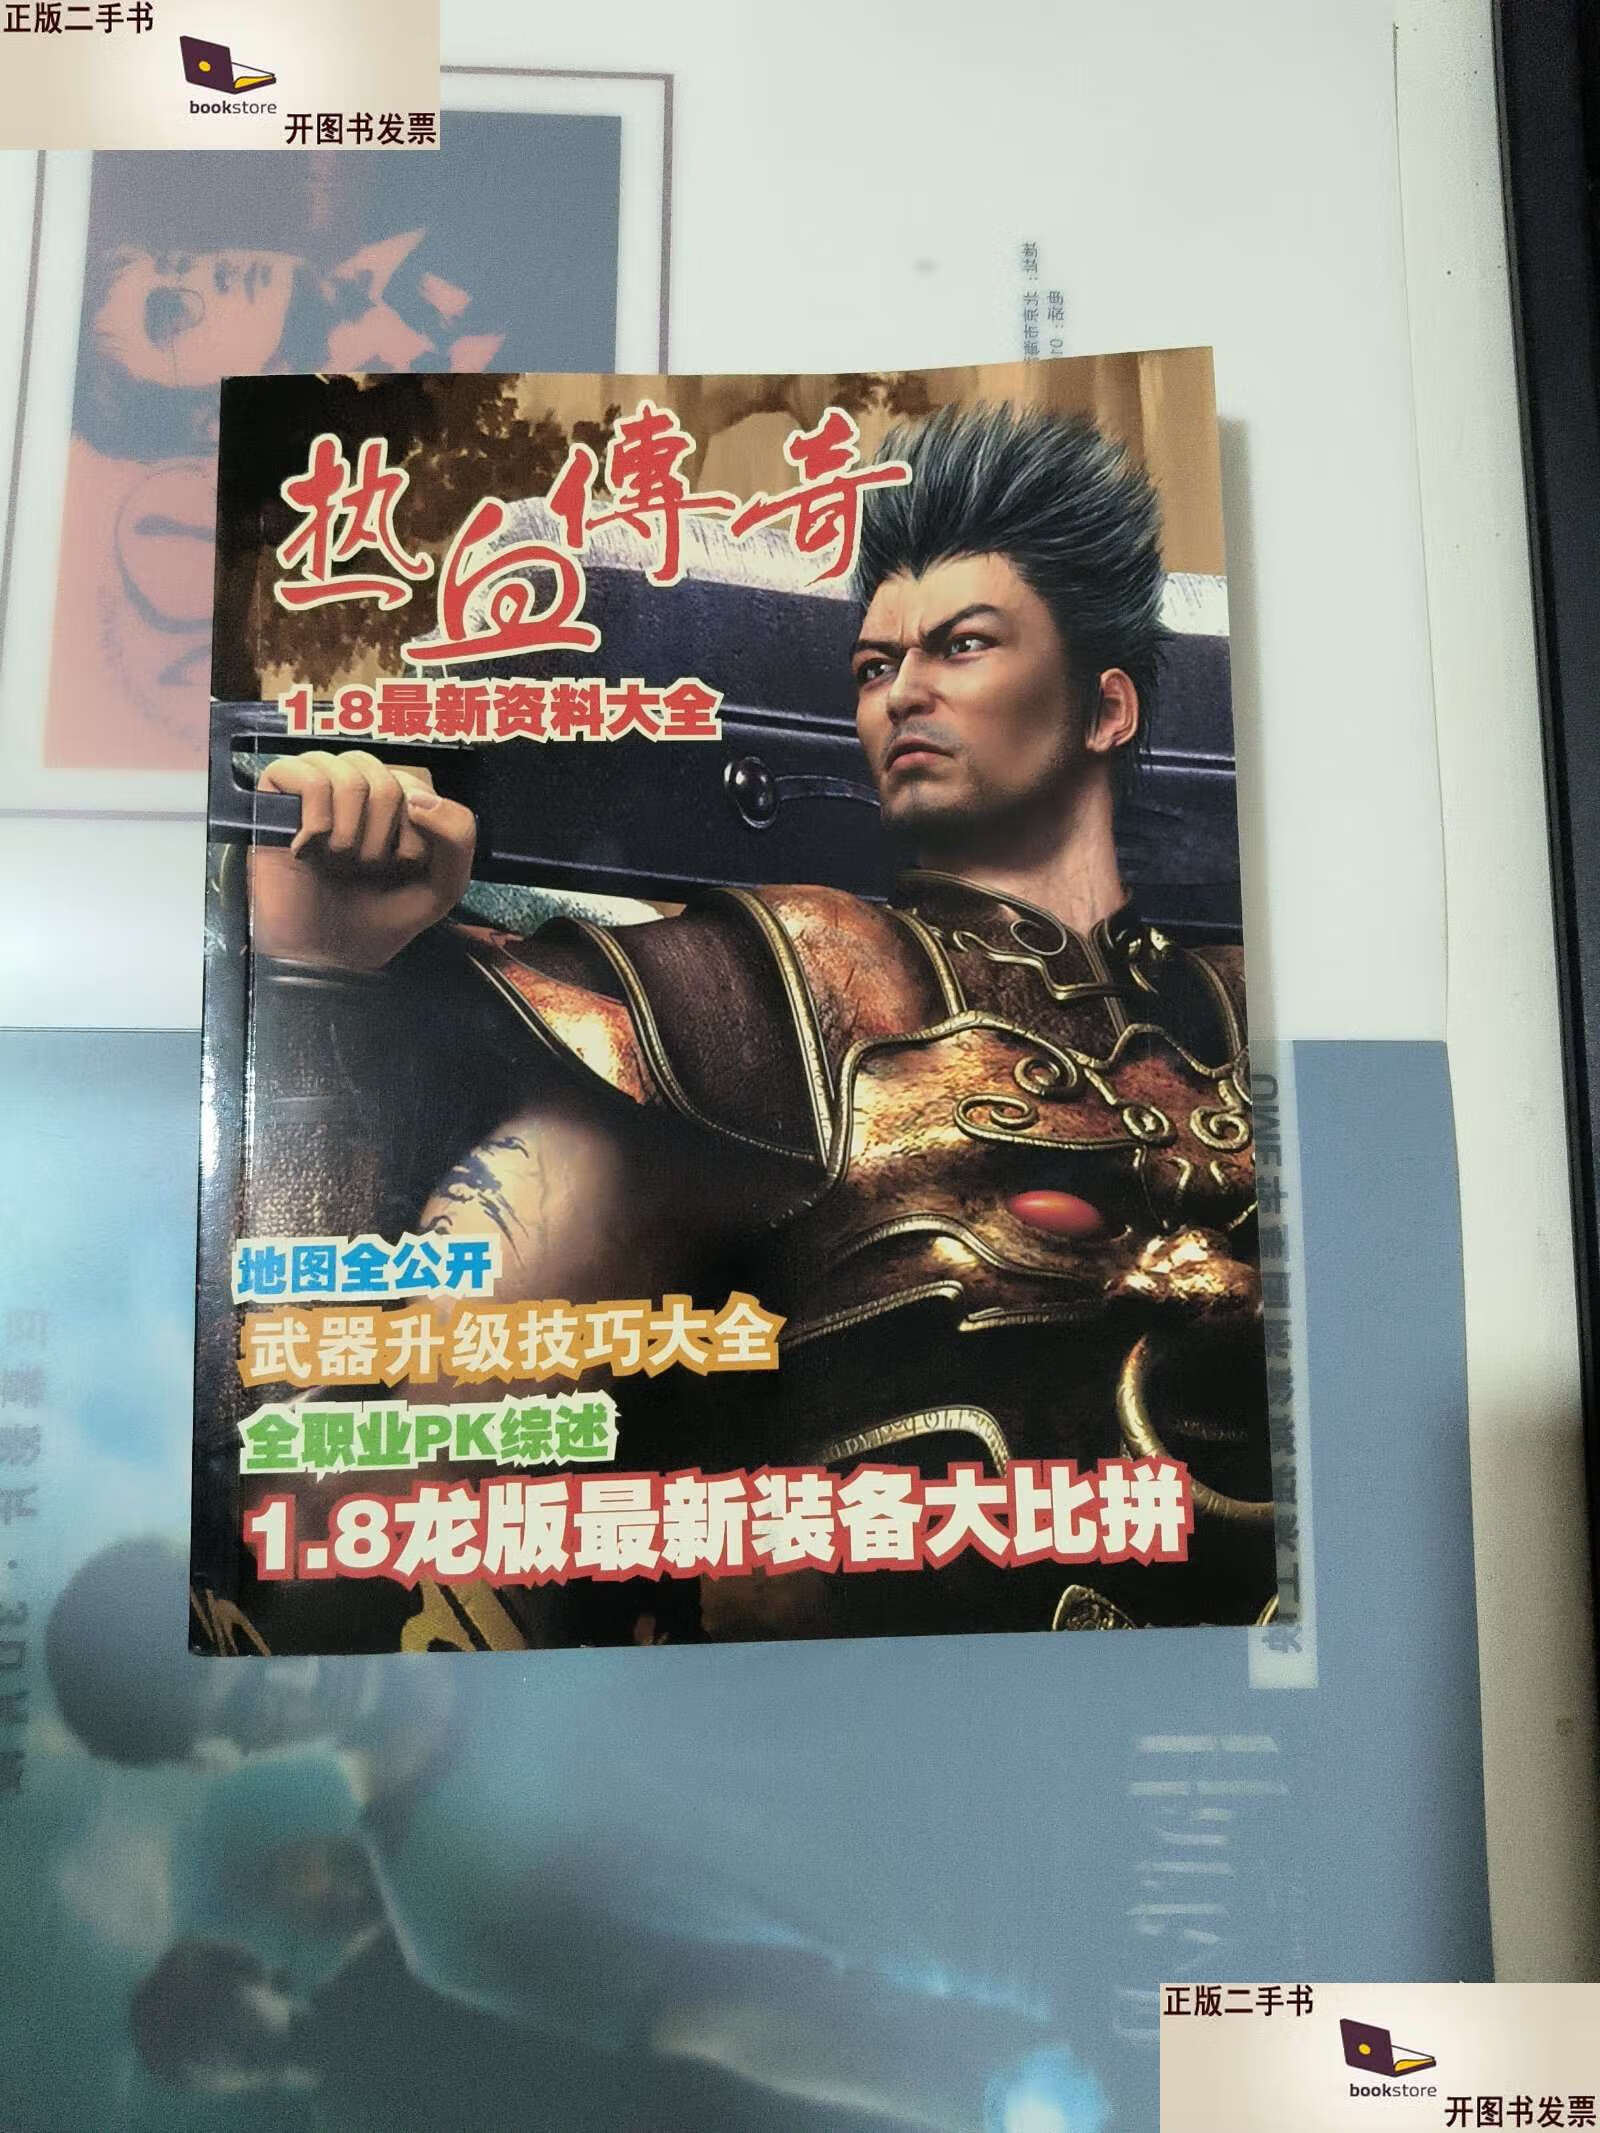 正版二手书
bookstore
开图书发票
热血傳奇
1.8最新资料大全
地图全公开
武器升级技巧大全
全职业PK综述
1.8龙版最新装备大比拼
正版二手书
bookstore
开图书发票